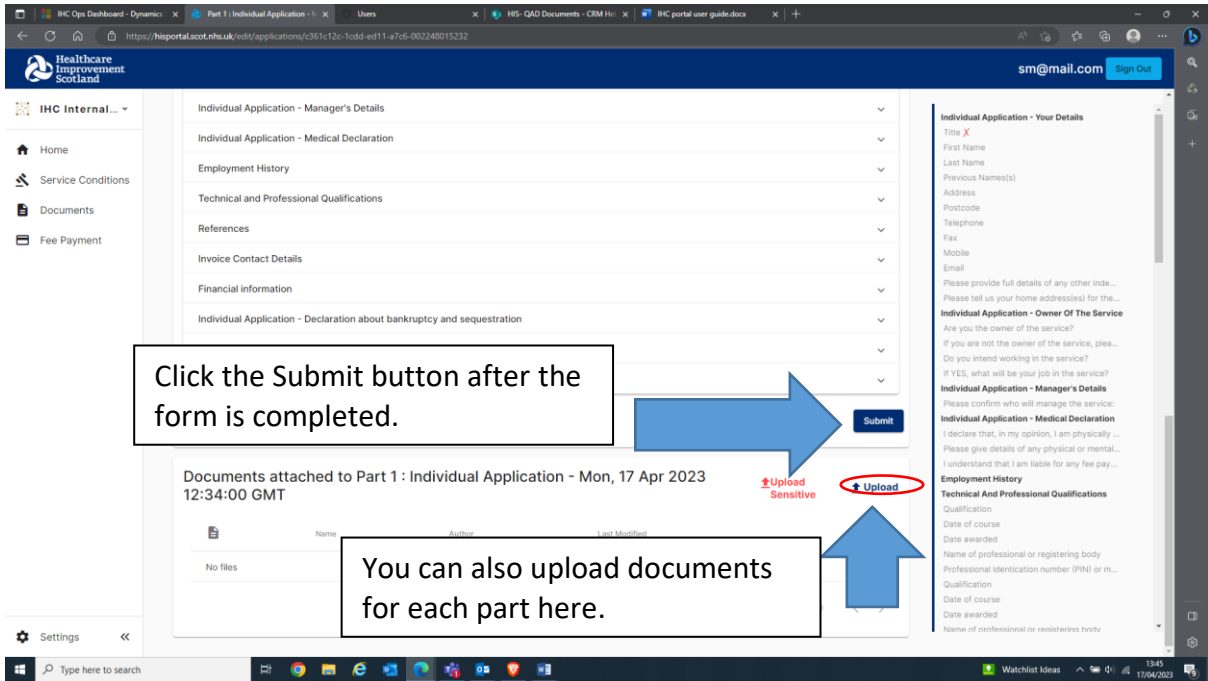 IHC Ops Dashboard - Dynamics
Part 1 : Individual Application -
Users
HIS- QAD Documents - CRM Hel
IHC portal user guide.docx
https://hisportal.scot.nhs.uk/edit/applications/c361c12c-1cdd-ed11-a7c6-002248015232
Healthcare
Improvement
Scotland
sm@mail.com
Sign Out
IHC Internal...
Home
Service Conditions
Documents
Fee Payment
Settings
Individual Application - Manager's Details
Individual Application - Medical Declaration
Employment History
Technical and Professional Qualifications
References
Invoice Contact Details
Financial information
Individual Application - Declaration about bankruptcy and sequestration
Click the Submit button after the
form is completed.
Submit
Documents attached to Part 1 : Individual Application - Mon, 17 Apr 2023
12:34:00 GMT
Upload
Sensitive
Upload
Name
Author
Last Modified
No files
You can also upload documents
for each part here.
Individual Application - Your Details
Title X
First Name
Last Name
Previous Names(s)
Address
Postcode
Telephone
Fax
Mobile
Email
Please provide full details of any other inde...
Please tell us your home address(es) for the...
Individual Application - Owner Of The Service
Are you the owner of the service?
If you are not the owner of the service, plea...
Do you intend working in the service?
If YES, what will be your job in the service?
Individual Application - Manager's Details
Please confirm who will manage the service:
Individual Application - Medical Declaration
I declare that, in my opinion, I am physically ...
Please give details of any physical or mental...
I understand that I am liable for any fee pay...
Employment History
Technical And Professional Qualifications
Qualification
Date of course
Date awarded
Name of professional or registering body
Professional identication number (PIN) or m...
Qualification
Date of course
Date awarded
Name of professional or registering body
Type here to search
Watchlist Ideas
13:45
17/04/2023